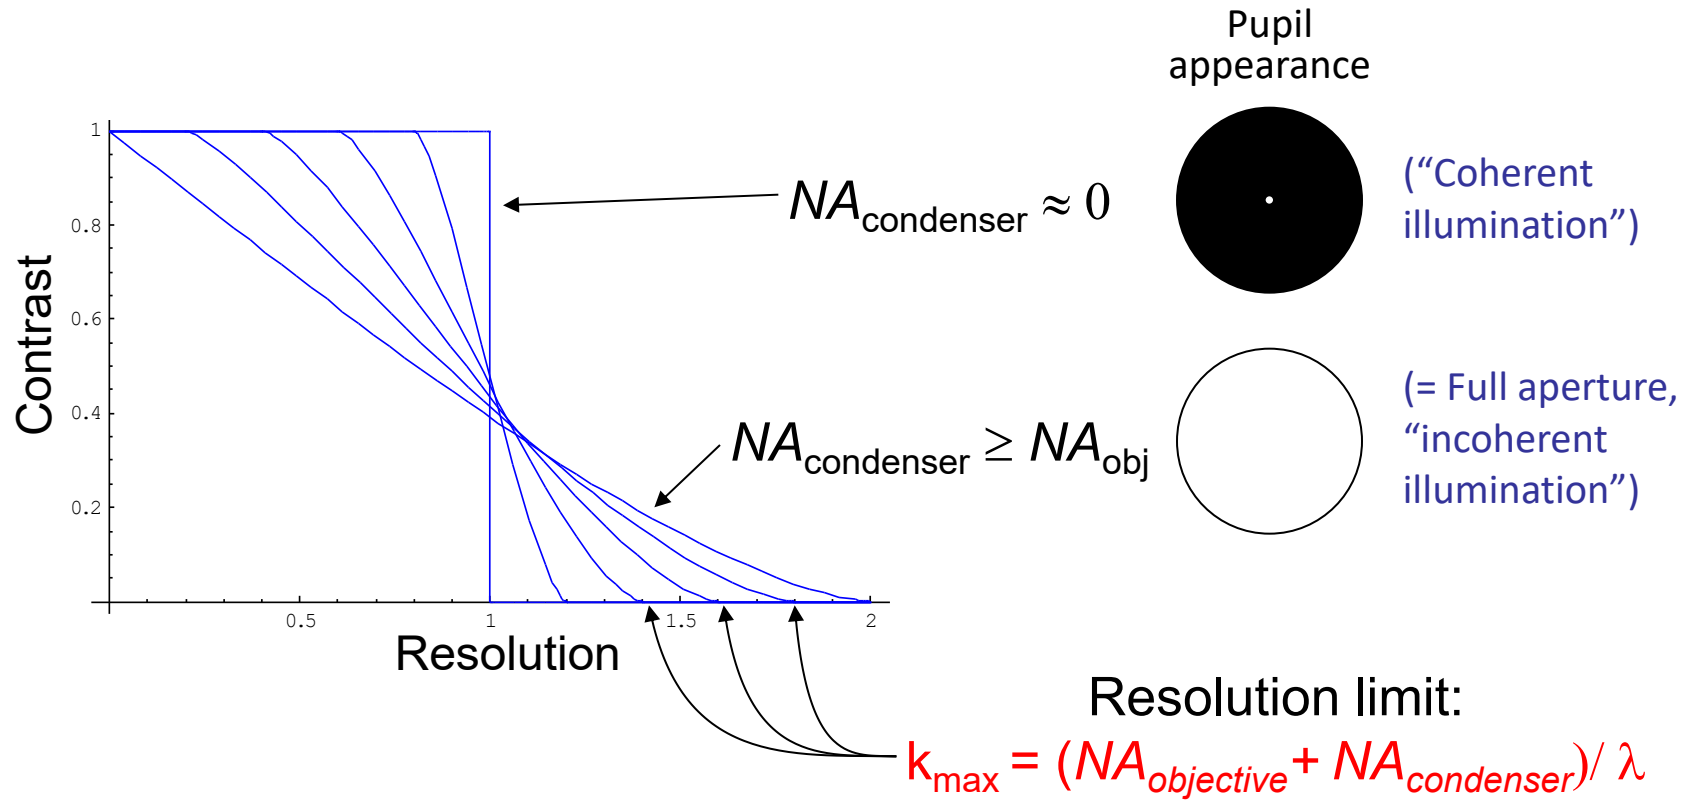 Pupil
appearance
1
0.8
0.6
0.4
0.2
Contrast
0.5
1
1.5
2
Resolution
NAcondenser ≈ 0
(“Coherent
illumination”)
NAcondenser ≥ NAobj
(= Full aperture,
“incoherent
illumination”)
Resolution limit:
kmax = (NAobjective + NAcondenser)/ λ